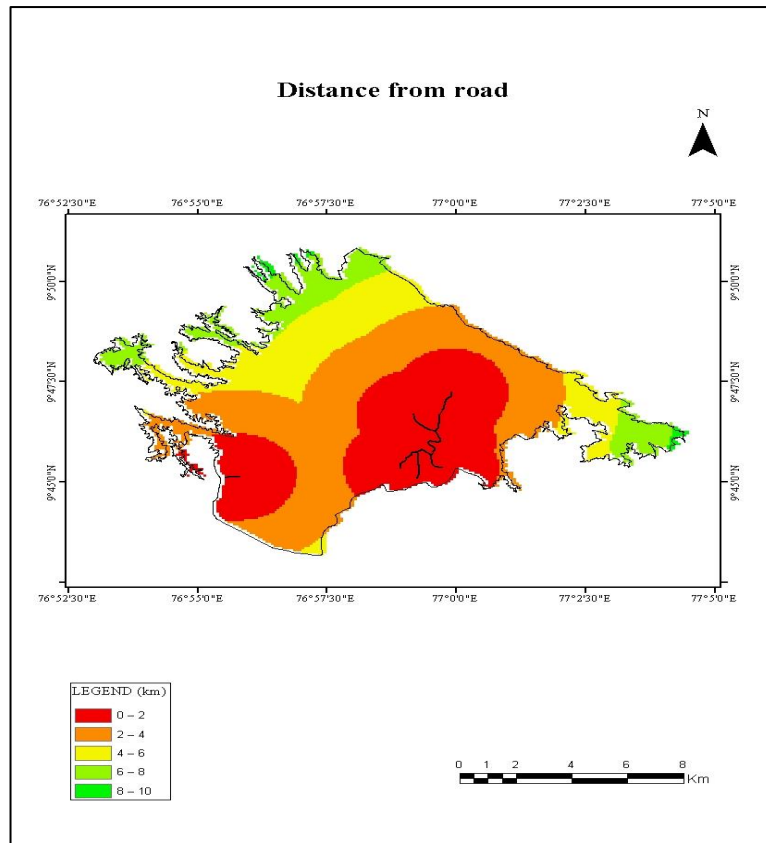 Distance from road
N
76°52'30"E 76°55'0"E 76°57'30"E 77°0'0"E 77°2'30"E 77°5'0"E
9°50'0"N 9°50'0"N
9°47'30"N 9°47'30"N
9°45'0"N 9°45'0"N
76°52'30"E 76°55'0"E 76°57'30"E 77°0'0"E 77°2'30"E 77°5'0"E
LEGEND (km)
0 – 2
2 – 4
4 – 6
6 – 8
8 – 10
0 1 2 4 6 8
Km